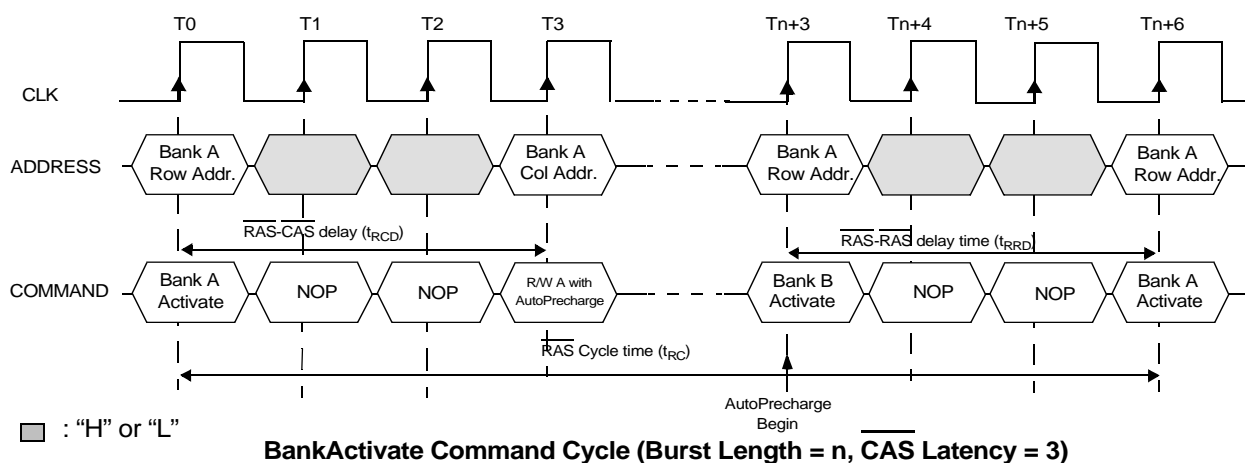 T0 T1 T2 T3 Tn+3 Tn+4 Tn+5 Tn+6
CLK
ADDRESS
Bank A
Row Addr.
Bank A
Col Addr.
Bank A
Row Addr.
Bank A
Row Addr.
RAS-CAS delay (tRCD)
RAS-RAS delay time (tRRD)
COMMAND
Bank A
Activate
NOP
NOP
R/W A with
AutoPrecharge
Bank B
Activate
NOP
NOP
Bank A
Activate
RAS Cycle time (tRC)
AutoPrecharge
Begin
: “H” or “L”
BankActivate Command Cycle (Burst Length = n, CAS Latency = 3)